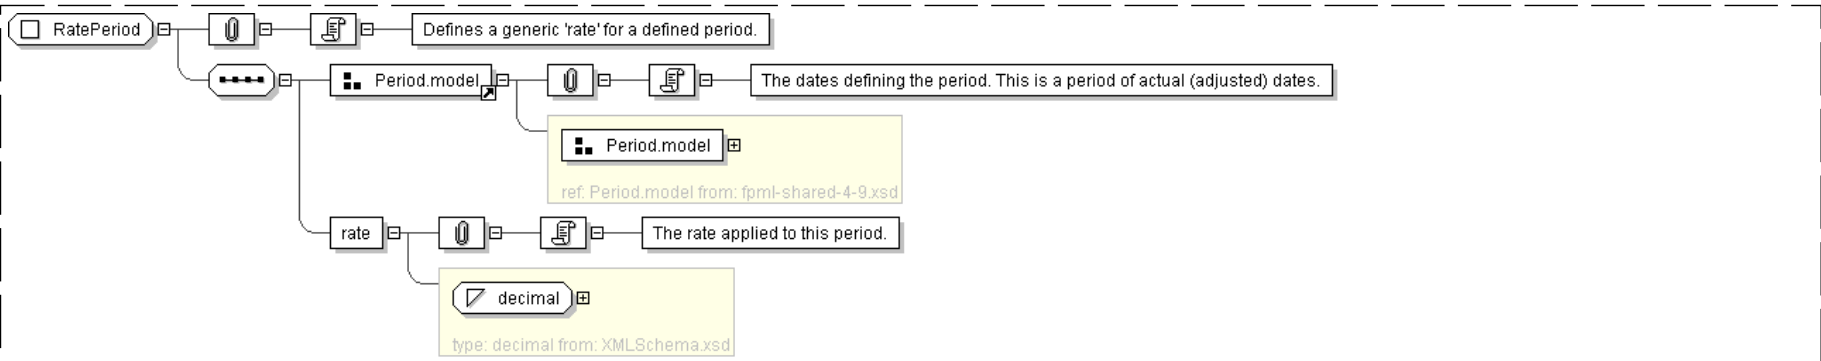 RatePeriod
Defines a generic 'rate' for a defined period.
Period.model
The dates defining the period. This is a period of actual (adjusted) dates.
Period.model
ref: Period.model from: fpml-shared-4-9.xsd
rate
The rate applied to this period.
decimal
type: decimal from: XMLSchema.xsd